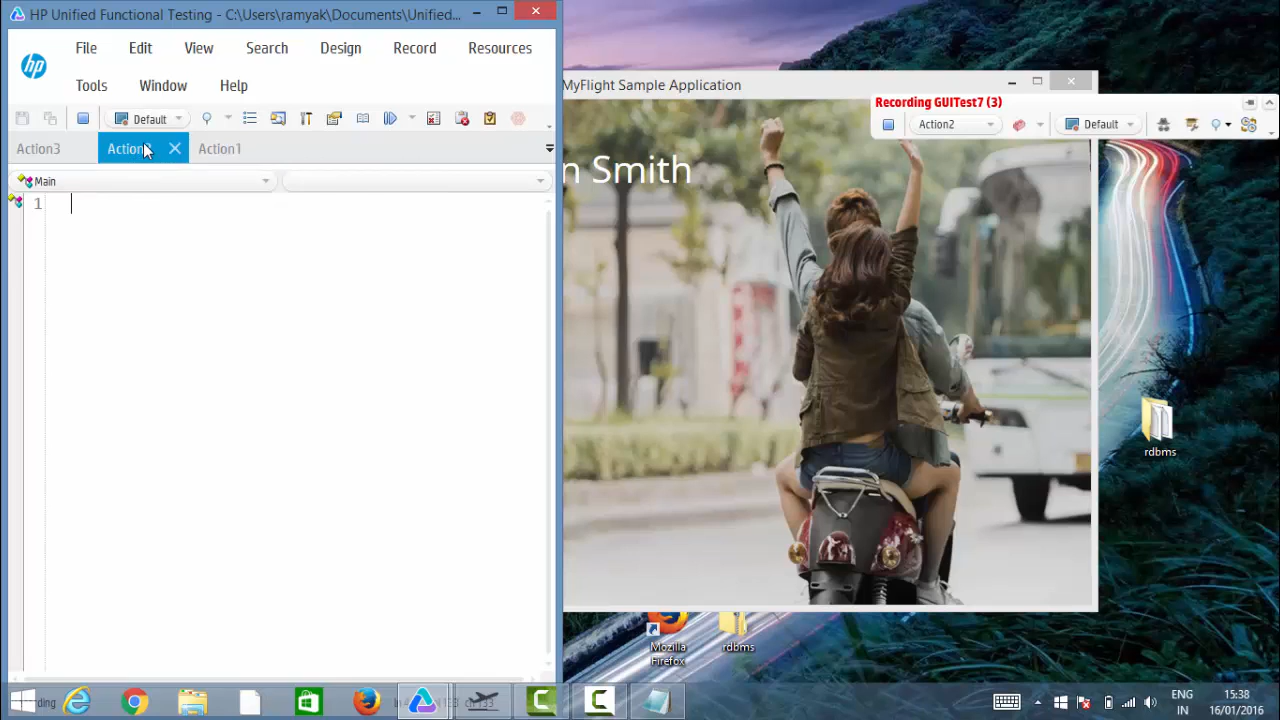 HP Unified Functional Testing - C:\Users\ramyak\Documents\Unified...
hp
File Edit View Search Design Record Resources
Tools Window Help
Default
Action3 Action Action1
Main
1
MyFlight Sample Application
n Smith
Recording GUITest7 (3)
Action2 Default
rdbms
Mozilla Firefox
rdbms
ENG
IN
15:38
16/01/2016